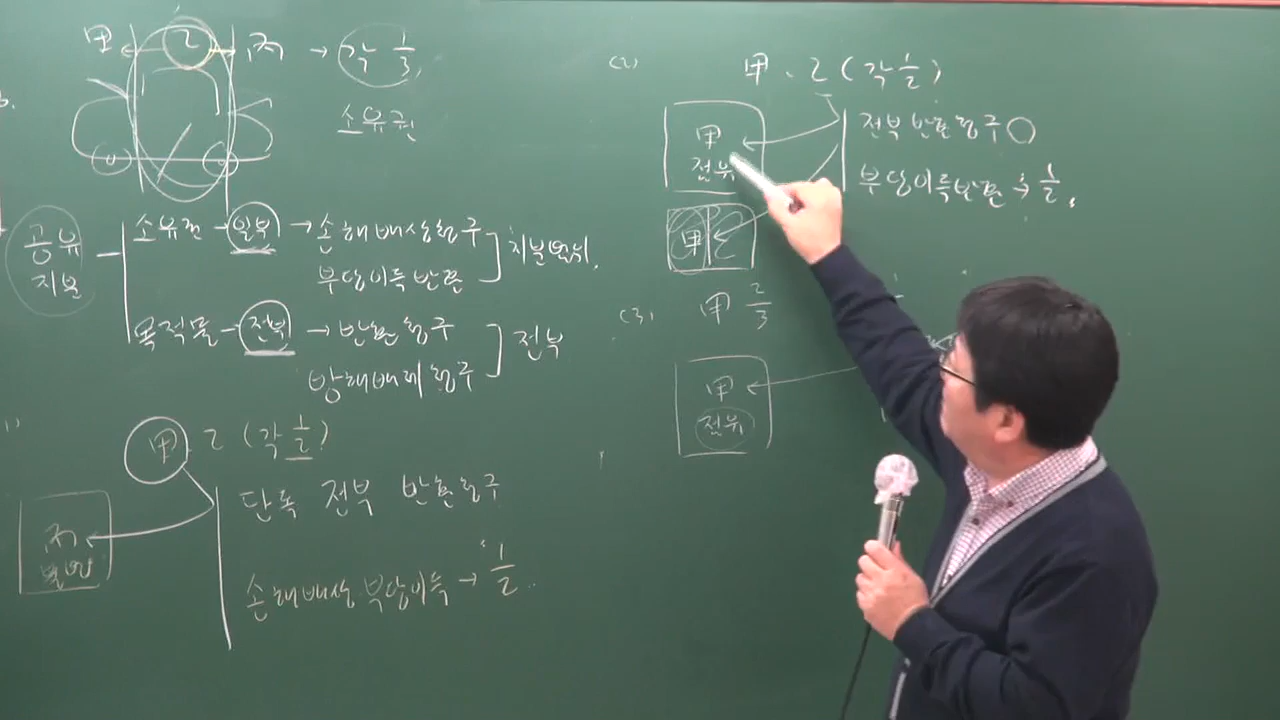 甲 乙 丙 → 각 1/3
소유권
공유지분
소유권 - 일부 → 손해배상청구
부당이득반환
지분범위.
목적물 - 전부 → 반환청구
방해배제청구
전부
甲 乙 (각 1/2)
丙
단독 전부 반환청구
손해배상, 부당이득 → 1/2
(2) 甲、乙 (각 1/2)
甲
점유
전부 반환청구 ○
부당이득반환 → 1/2.
甲 乙
(3) 甲 2/3
甲
점유